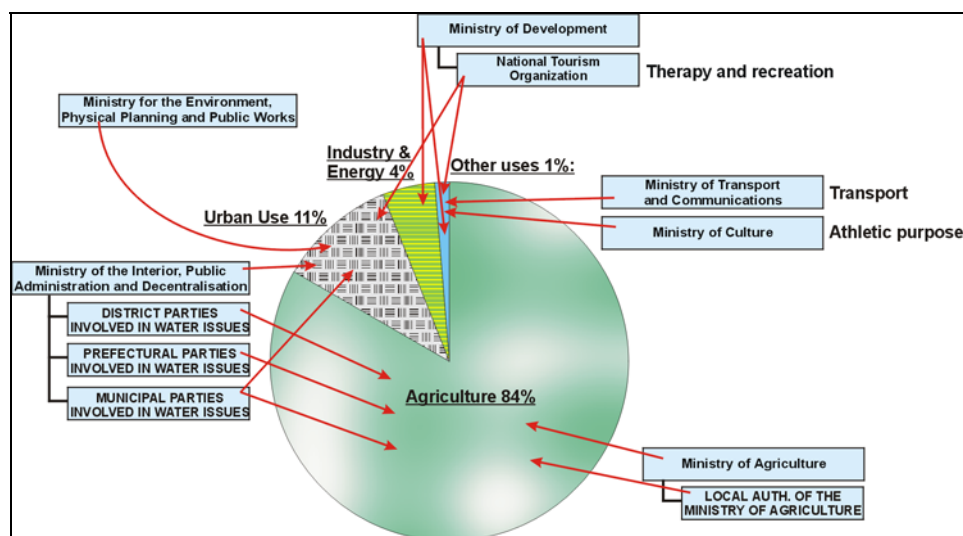 Ministry of Development
National Tourism
Organization
Therapy and recreation
Ministry for the Environment,
Physical Planning and Public Works
Industry &
Energy 4%
Other uses 1%:
Ministry of Transport
and Communications
Transport
Urban Use 11%
Ministry of Culture
Athletic purpose
Ministry of the Interior, Public
Administration and Decentralisation
DISTRICT PARTIES
INVOLVED IN WATER ISSUES
PREFECTURAL PARTIES
INVOLVED IN WATER ISSUES
MUNICIPAL PARTIES
INVOLVED IN WATER ISSUES
Agriculture 84%
Ministry of Agriculture
LOCAL AUTH. OF THE
MINISTRY OF AGRICULTURE